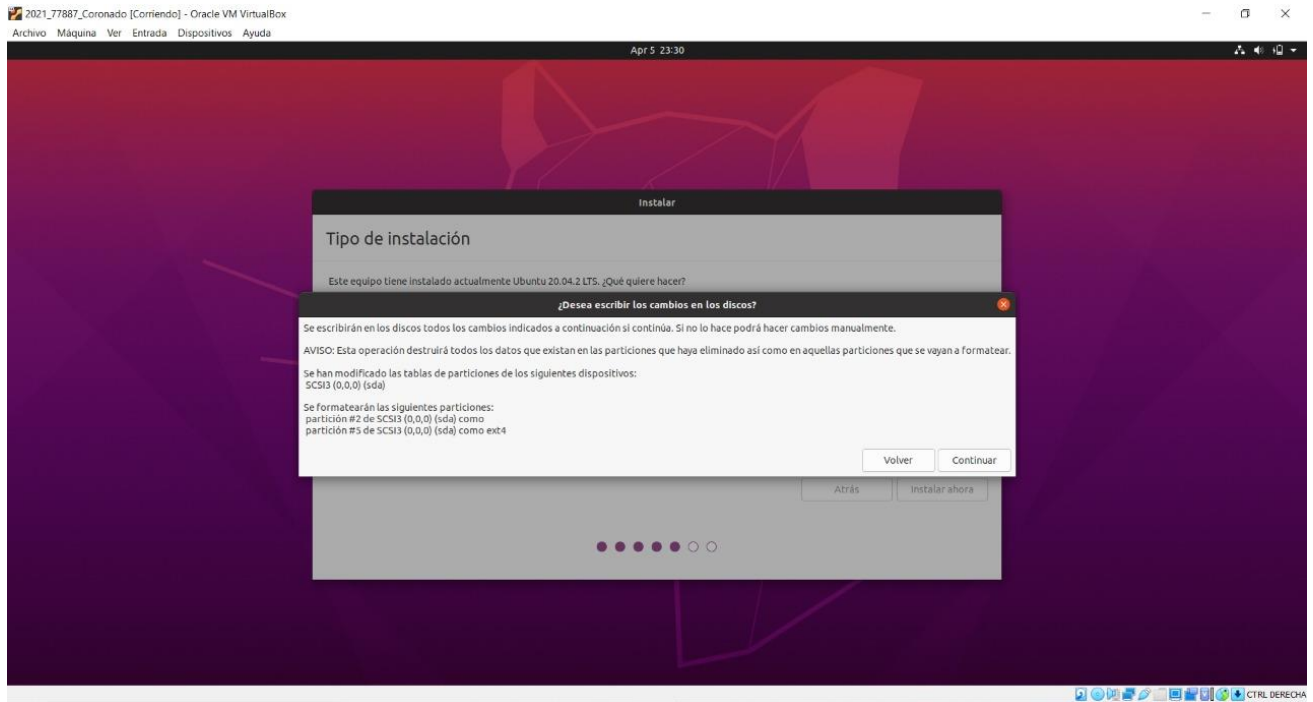 2021_77887_Coronado [Corriendo] - Oracle VM VirtualBox
Archivo Máquina Ver Entrada Dispositivos Ayuda
Apr 5 23:30
Instalar
Tipo de instalación
Este equipo tiene instalado actualmente Ubuntu 20.04.2 LTS. ¿Qué quiere hacer?
¿Desea escribir los cambios en los discos?
Se escribirán en los discos todos los cambios indicados a continuación si continúa. Si no lo hace podrá hacer cambios manualmente.
AVISO: Esta operación destruirá todos los datos que existan en las particiones que haya eliminado así como en aquellas particiones que se vayan a formatear.
Se han modificado las tablas de particiones de los siguientes dispositivos:
SCSI3 (0,0,0) (sda)
Se formatearán las siguientes particiones:
partición #2 de SCSI3 (0,0,0) (sda) como
partición #5 de SCSI3 (0,0,0) (sda) como ext4
Volver Continuar
Atrás Instalar ahora
CTRL DERECHA